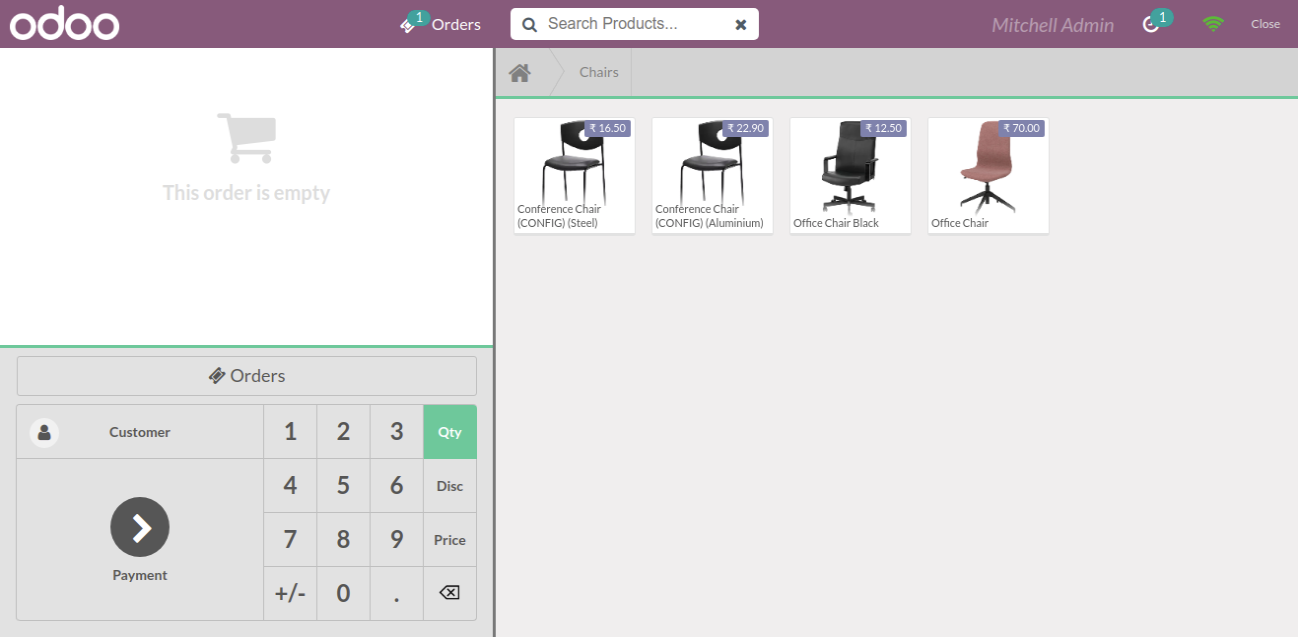 odoo
1
Orders
Search Products...
Mitchell Admin
1
Close
This order is empty
Chairs
₹ 16.50
Conference Chair
(CONFIG) (Steel)
₹ 22.90
Conference Chair
(CONFIG) (Aluminium)
₹ 12.50
Office Chair Black
₹ 70.00
Office Chair
Orders
Customer
1 2 3 Qty
4 5 6 Disc
7 8 9 Price
+/- 0 .
Payment